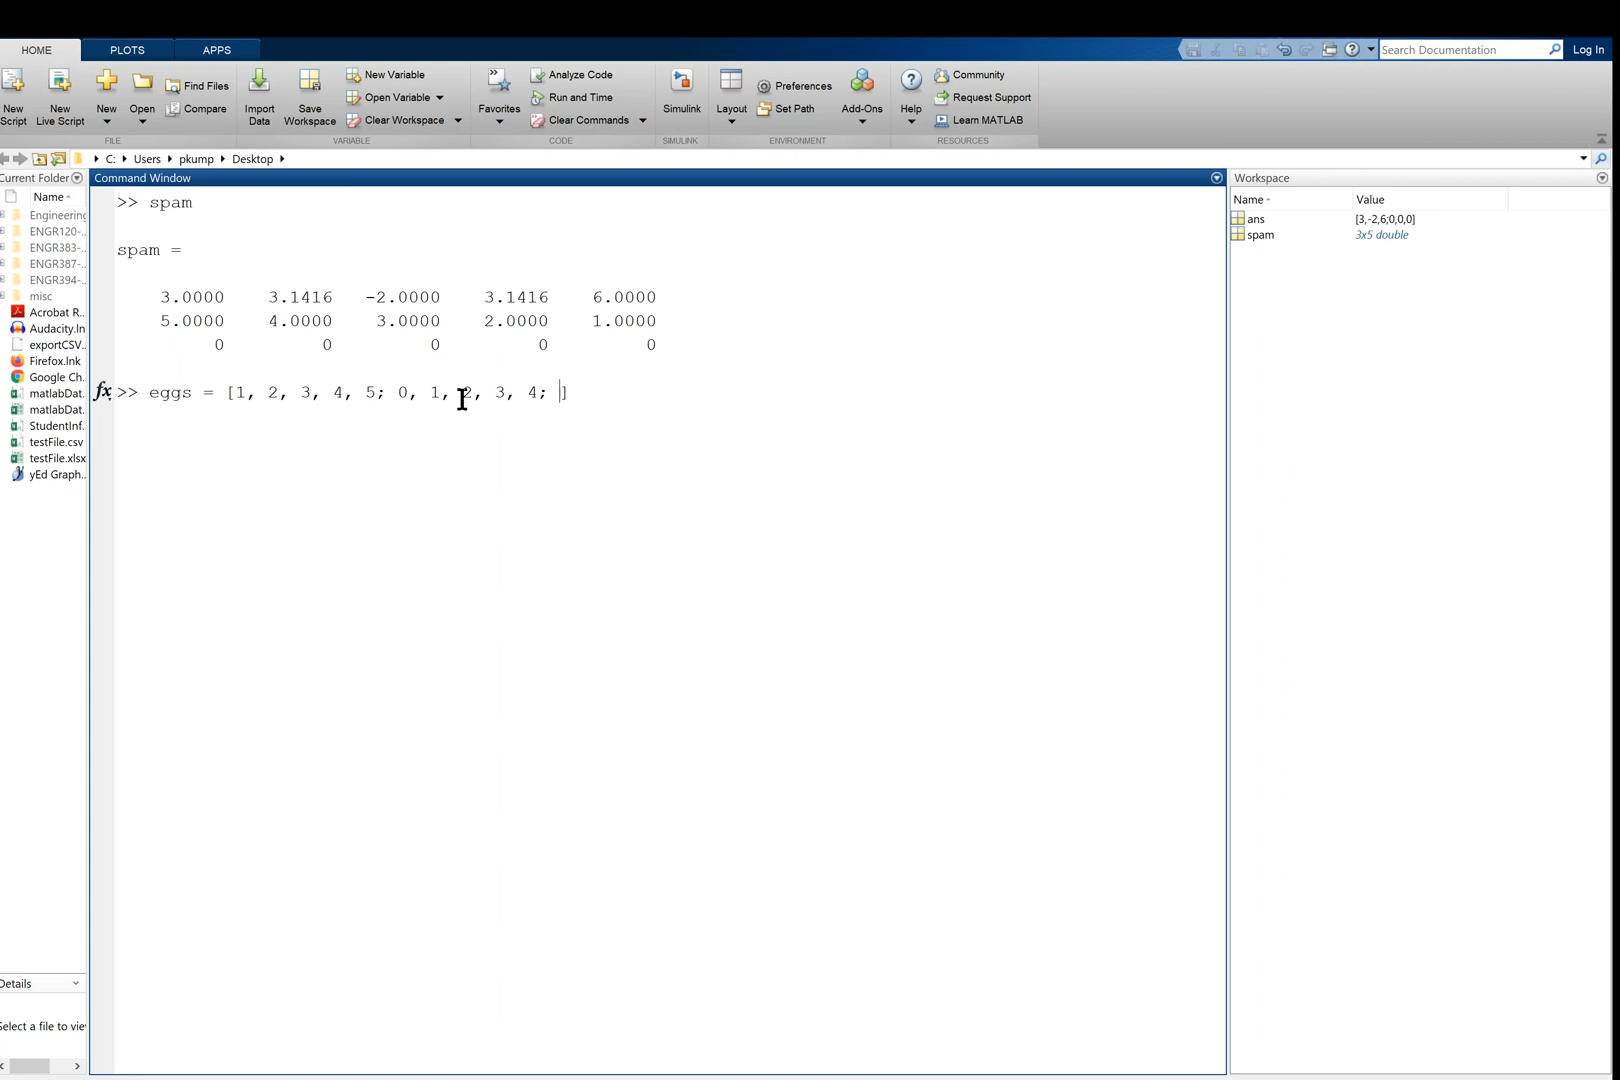 HOME PLOTS APPS Search Documentation Log In
New Script New Live Script New Open Find Files Compare Import Data Save Workspace New Variable Open Variable Clear Workspace Favorites Analyze Code Run and Time Clear Commands Simulink Layout Preferences Set Path Add-Ons Help Community Request Support Learn MATLAB
FILE VARIABLE CODE SIMULINK ENVIRONMENT RESOURCES
C: Users pkump Desktop
Current Folder
Name
Engineering
ENGR120-..
ENGR383-..
ENGR387-..
ENGR394-..
misc
Acrobat R..
Audacity.ln
exportCSV..
Firefox.lnk
Google Ch..
matlabDat..
matlabDat..
StudentInf..
testFile.csv
testFile.xlsx
yEd Graph..
Details
Select a file to vie
Command Window
>> spam
spam =
3.0000 3.1416 -2.0000 3.1416 6.0000
5.0000 4.0000 3.0000 2.0000 1.0000
0 0 0 0 0
fx >> eggs = [1, 2, 3, 4, 5; 0, 1, 2, 3, 4; ]
Workspace
Name Value
ans [3,-2,6;0,0,0]
spam 3x5 double